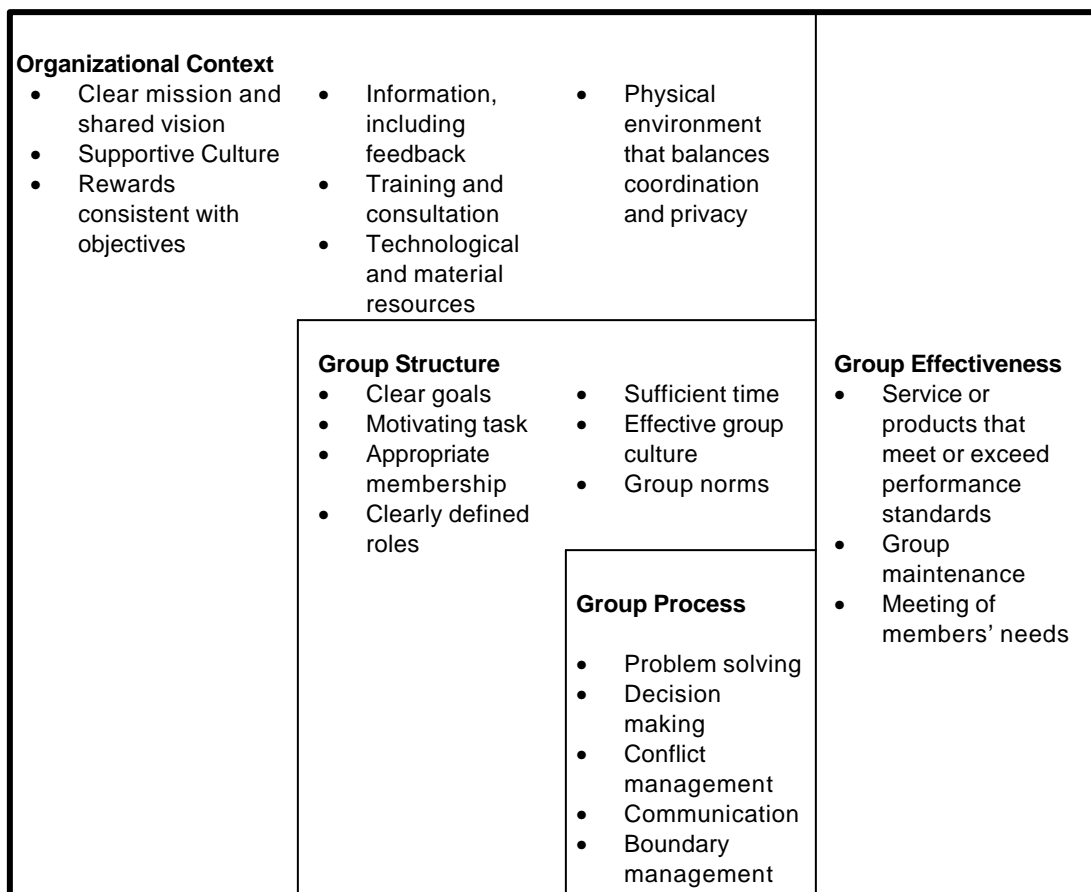 Organizational Context
• Clear mission and
shared vision
• Supportive Culture
• Rewards
consistent with
objectives
• Information,
including
feedback
• Training and
consultation
• Technological
and material
resources
• Physical
environment
that balances
coordination
and privacy
Group Structure
• Clear goals
• Motivating task
• Appropriate
membership
• Clearly defined
roles
• Sufficient time
• Effective group
culture
• Group norms
Group Process
• Problem solving
• Decision
making
• Conflict
management
• Communication
• Boundary
management
Group Effectiveness
• Service or
products that
meet or exceed
performance
standards
• Group
maintenance
• Meeting of
members’ needs